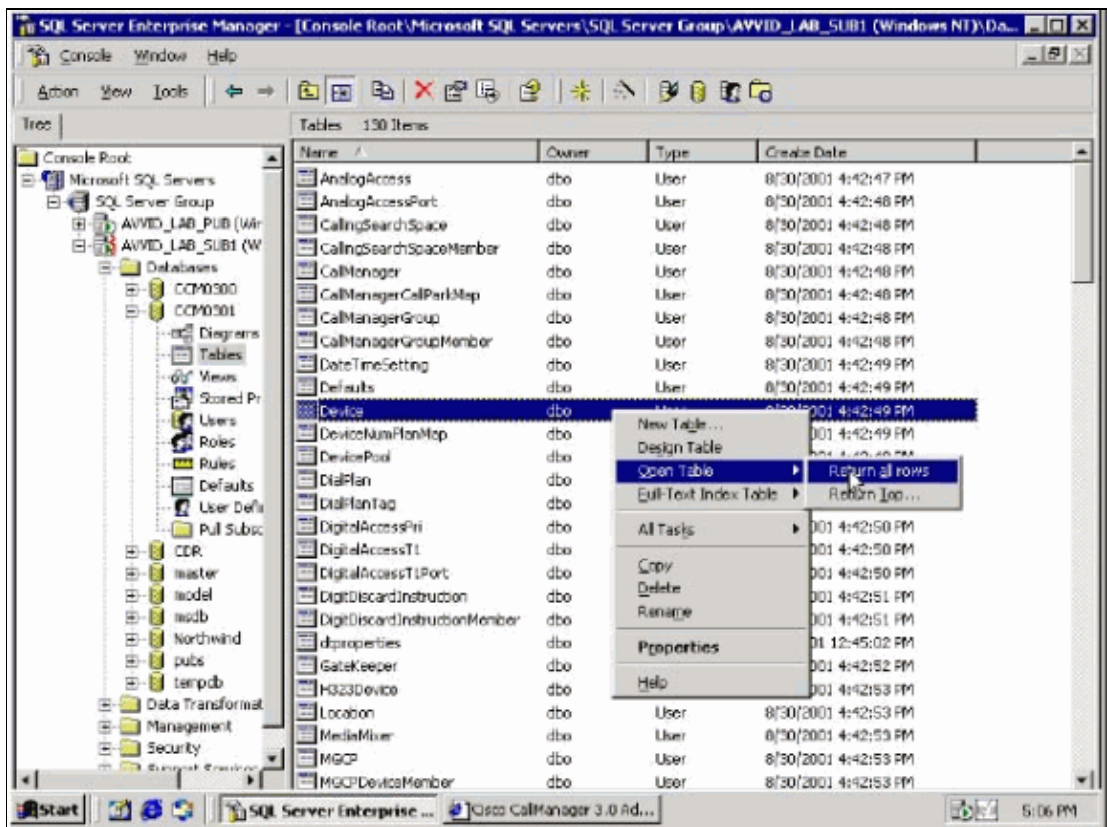 SQL Server Enterprise Manager - [Console Root\Microsoft SQL Servers\SQL Server Group\AVVID_LAB_SUB1 (Windows NT)\Da...
Console Window Help
Action View Tools
Tree
Tables 130 Items
Console Root
Microsoft SQL Servers
SQL Server Group
AVVID_LAB_PUB (Wir
AVVID_LAB_SUB1 (W
Databases
CCM0300
CCM0301
Diagrams
Tables
Views
Stored Pr
Users
Roles
Rules
Defaults
User Defi
Pull Subsc
CDR
master
model
msdb
Northwind
pubs
tempdb
Data Transformat
Management
Security
Name Owner Type Create Date
AnalogAccess dbo User 8/30/2001 4:42:47 PM
AnalogAccessPort dbo User 8/30/2001 4:42:48 PM
CallingSearchSpace dbo User 8/30/2001 4:42:48 PM
CallingSearchSpaceMember dbo User 8/30/2001 4:42:48 PM
CallManager dbo User 8/30/2001 4:42:48 PM
CallManagerCallParkMap dbo User 8/30/2001 4:42:48 PM
CallManagerGroup dbo User 8/30/2001 4:42:48 PM
CallManagerGroupMember dbo User 8/30/2001 4:42:48 PM
DateTimeSetting dbo User 8/30/2001 4:42:49 PM
Defaults dbo User 8/30/2001 4:42:49 PM
Device dbo 001 4:42:49 PM
DeviceNumPlanMap dbo 001 4:42:49 PM
DevicePool dbo
DialPlan dbo
DialPlanTag dbo
DigitalAccessPri dbo 001 4:42:50 PM
DigitalAccessT1 dbo 001 4:42:50 PM
DigitalAccessT1Port dbo 001 4:42:50 PM
DigitDiscardInstruction dbo 001 4:42:51 PM
DigitDiscardInstructionMember dbo 001 4:42:51 PM
dtproperties dbo 01 12:45:02 PM
GateKeeper dbo 001 4:42:52 PM
H323Device dbo 001 4:42:53 PM
Location dbo User 8/30/2001 4:42:53 PM
MediaMixer dbo User 8/30/2001 4:42:53 PM
MGCP dbo User 8/30/2001 4:42:53 PM
MGCPDeviceMember dbo User 8/30/2001 4:42:53 PM
New Table...
Design Table
Open Table
Full-Text Index Table
All Tasks
Copy
Delete
Rename
Properties
Help
Return all rows
Return Top...
Start
SQL Server Enterprise ...
Cisco CallManager 3.0 Ad...
5:06 PM